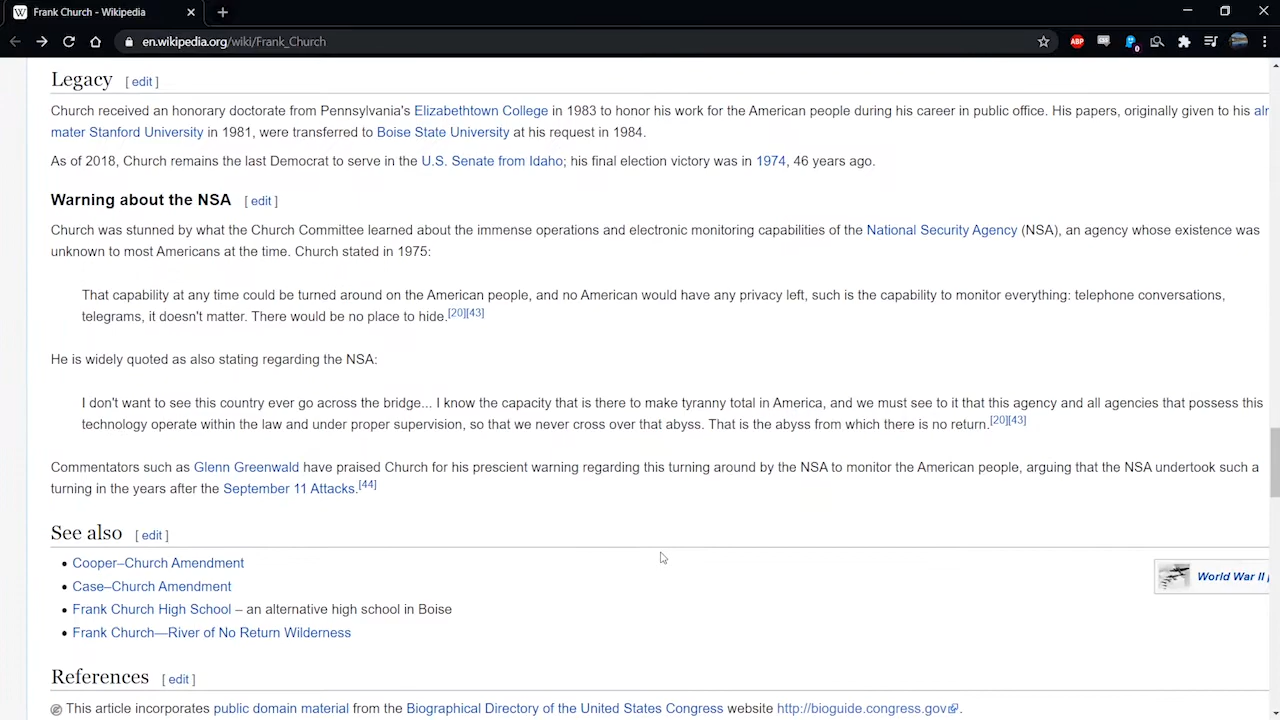 Frank Church - Wikipedia
en.wikipedia.org/wiki/Frank_Church
ABP
0
Legacy [ edit ]
Church received an honorary doctorate from Pennsylvania's Elizabethtown College in 1983 to honor his work for the American people during his career in public office. His papers, originally given to his
mater Stanford University in 1981, were transferred to Boise State University at his request in 1984.
As of 2018, Church remains the last Democrat to serve in the U.S. Senate from Idaho; his final election victory was in 1974, 46 years ago.
Warning about the NSA [ edit ]
Church was stunned by what the Church Committee learned about the immense operations and electronic monitoring capabilities of the National Security Agency (NSA), an agency whose existence was
unknown to most Americans at the time. Church stated in 1975:
That capability at any time could be turned around on the American people, and no American would have any privacy left, such is the capability to monitor everything: telephone conversations,
telegrams, it doesn't matter. There would be no place to hide.[20][43]
He is widely quoted as also stating regarding the NSA:
I don't want to see this country ever go across the bridge... I know the capacity that is there to make tyranny total in America, and we must see to it that this agency and all agencies that possess this
technology operate within the law and under proper supervision, so that we never cross over that abyss. That is the abyss from which there is no return.[20][43]
Commentators such as Glenn Greenwald have praised Church for his prescient warning regarding this turning around by the NSA to monitor the American people, arguing that the NSA undertook such a
turning in the years after the September 11 Attacks.[44]
See also [ edit ]
• Cooper–Church Amendment
• Case–Church Amendment
World War II
• Frank Church High School – an alternative high school in Boise
• Frank Church—River of No Return Wilderness
References [ edit ]
This article incorporates public domain material from the Biographical Directory of the United States Congress website http://bioguide.congress.gov.